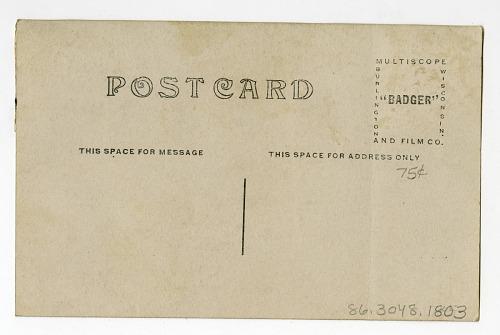 MULTISCOPE
BURLINGTON
WISCONSIN.
"BADGER"
AND FILM CO.
POST CARD
THIS SPACE FOR MESSAGE
THIS SPACE FOR ADDRESS ONLY
75¢
86.3048.1803